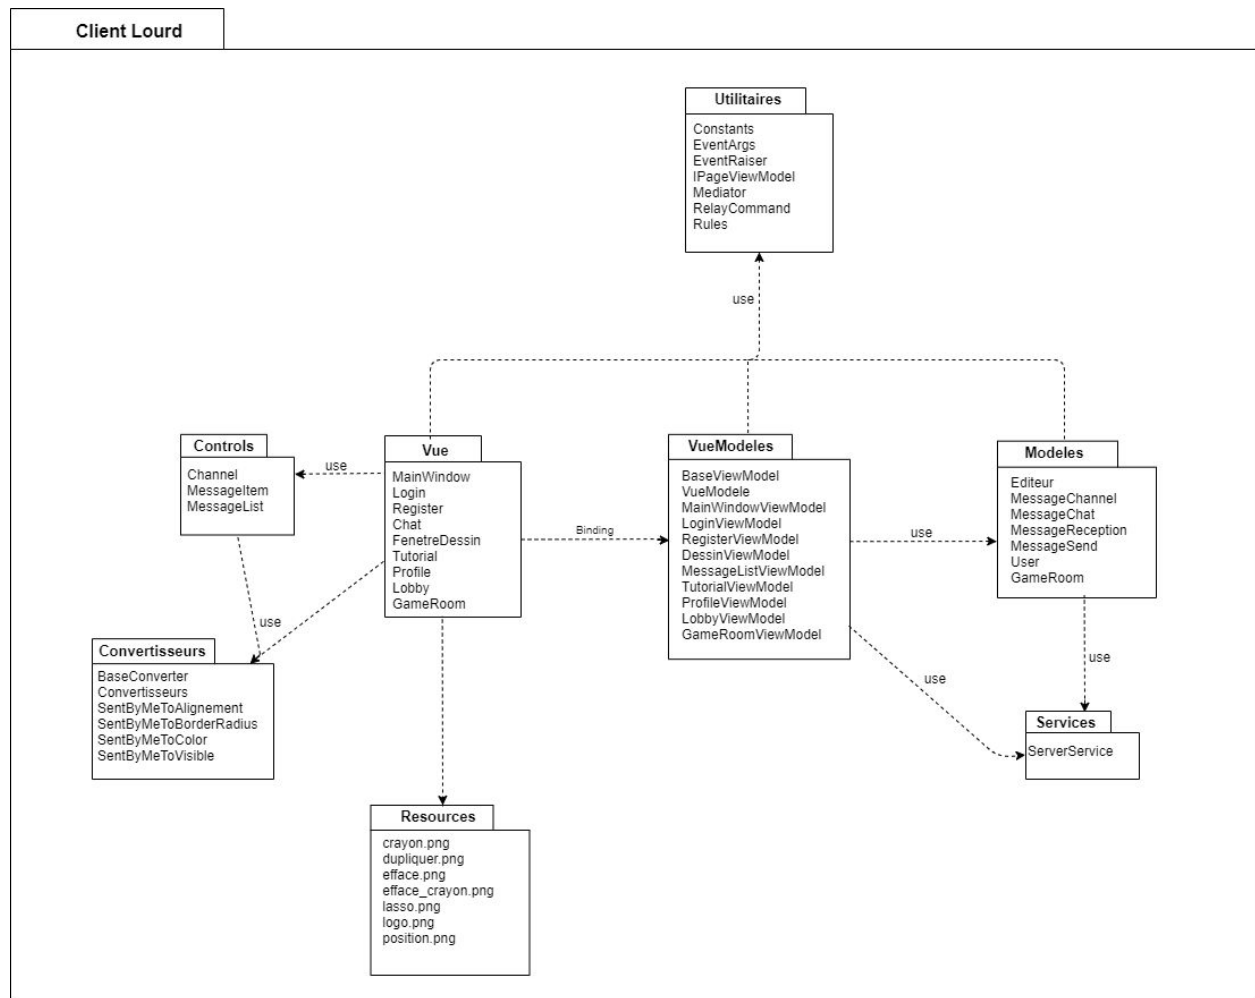 Client Lourd
Utilitaires
Constants
EventArgs
EventRaiser
IPageViewModel
Mediator
RelayCommand
Rules
use
Controls
Channel
MessageItem
MessageList
use
Vue
MainWindow
Login
Register
Chat
FenetreDessin
Tutorial
Profile
Lobby
GameRoom
Binding
VueModeles
BaseViewModel
VueModele
MainWindowViewModel
LoginViewModel
RegisterViewModel
DessinViewModel
MessageListViewModel
TutorialViewModel
ProfileViewModel
LobbyViewModel
GameRoomViewModel
use
Modeles
Editeur
MessageChannel
MessageChat
MessageReception
MessageSend
User
GameRoom
use
Convertisseurs
BaseConverter
Convertisseurs
SentByMeToAlignement
SentByMeToBorderRadius
SentByMeToColor
SentByMeToVisible
use
use
Services
ServerService
Resources
crayon.png
dupliquer.png
efface.png
efface_crayon.png
lasso.png
logo.png
position.png